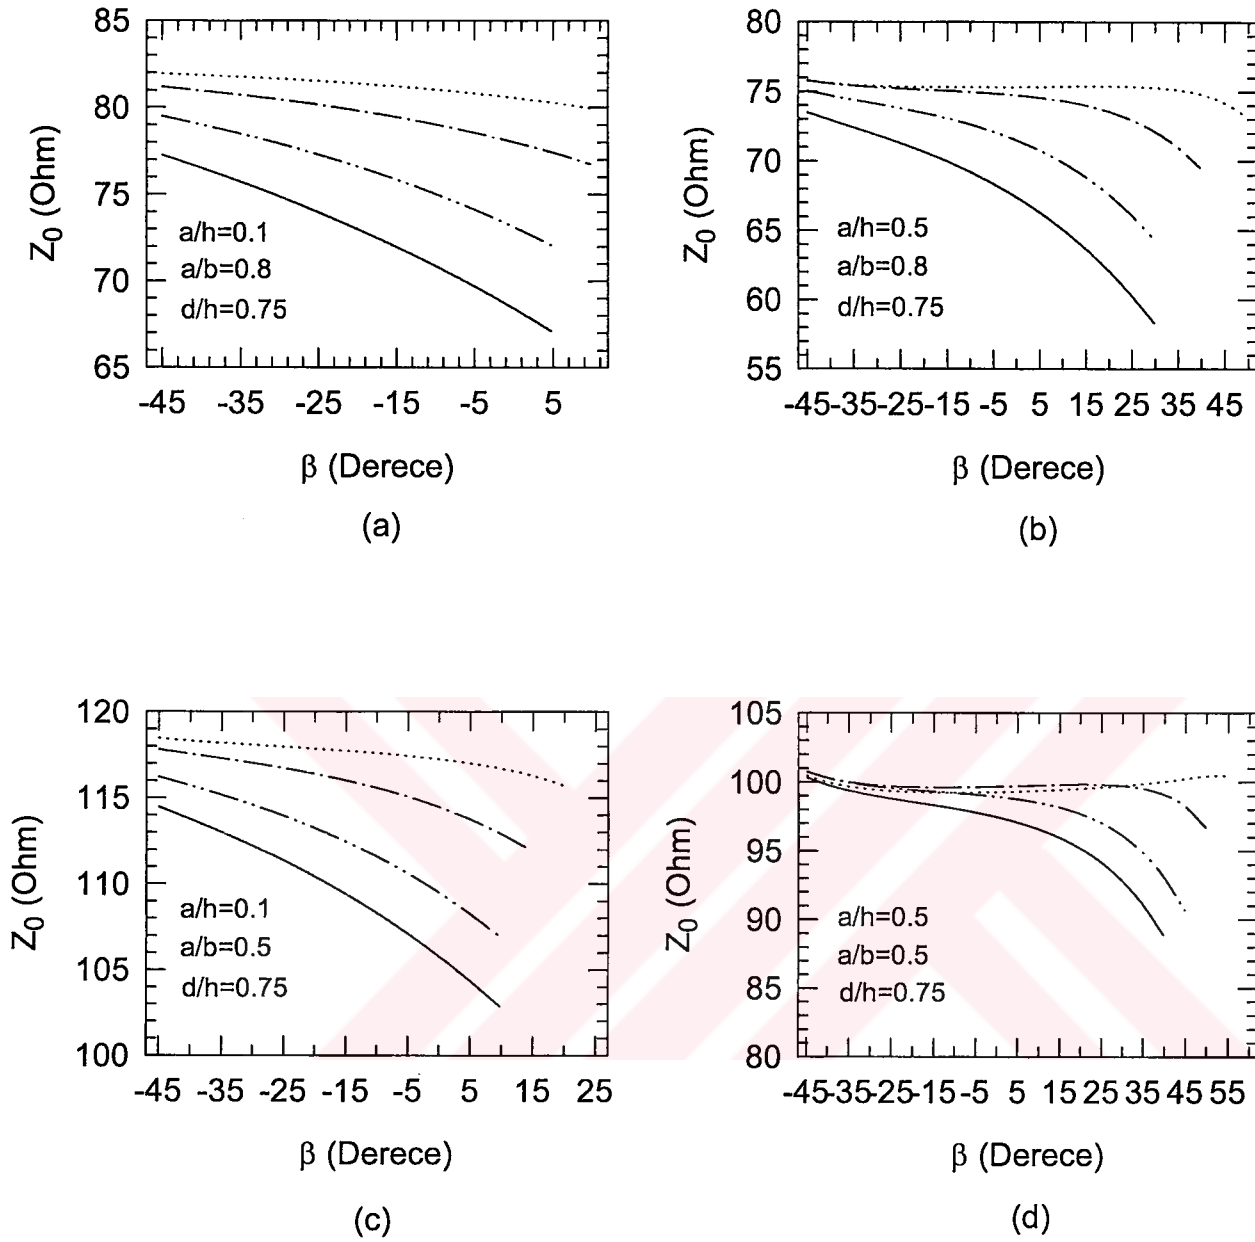 85
80
75
70
65
Z0 (Ohm)
a/h=0.1
a/b=0.8
d/h=0.75
-45 -35 -25 -15 -5 5
β (Derece)
(a)
80
75
70
65
60
55
Z0 (Ohm)
a/h=0.5
a/b=0.8
d/h=0.75
-45 -35 -25 -15 -5 5 15 25 35 45
β (Derece)
(b)
120
115
110
105
100
Z0 (Ohm)
a/h=0.1
a/b=0.5
d/h=0.75
-45 -35 -25 -15 -5 5 15 25
β (Derece)
(c)
105
100
95
90
85
80
Z0 (Ohm)
a/h=0.5
a/b=0.5
d/h=0.75
-45 -35 -25 -15 5 15 25 35 45 55
β (Derece)
(d)